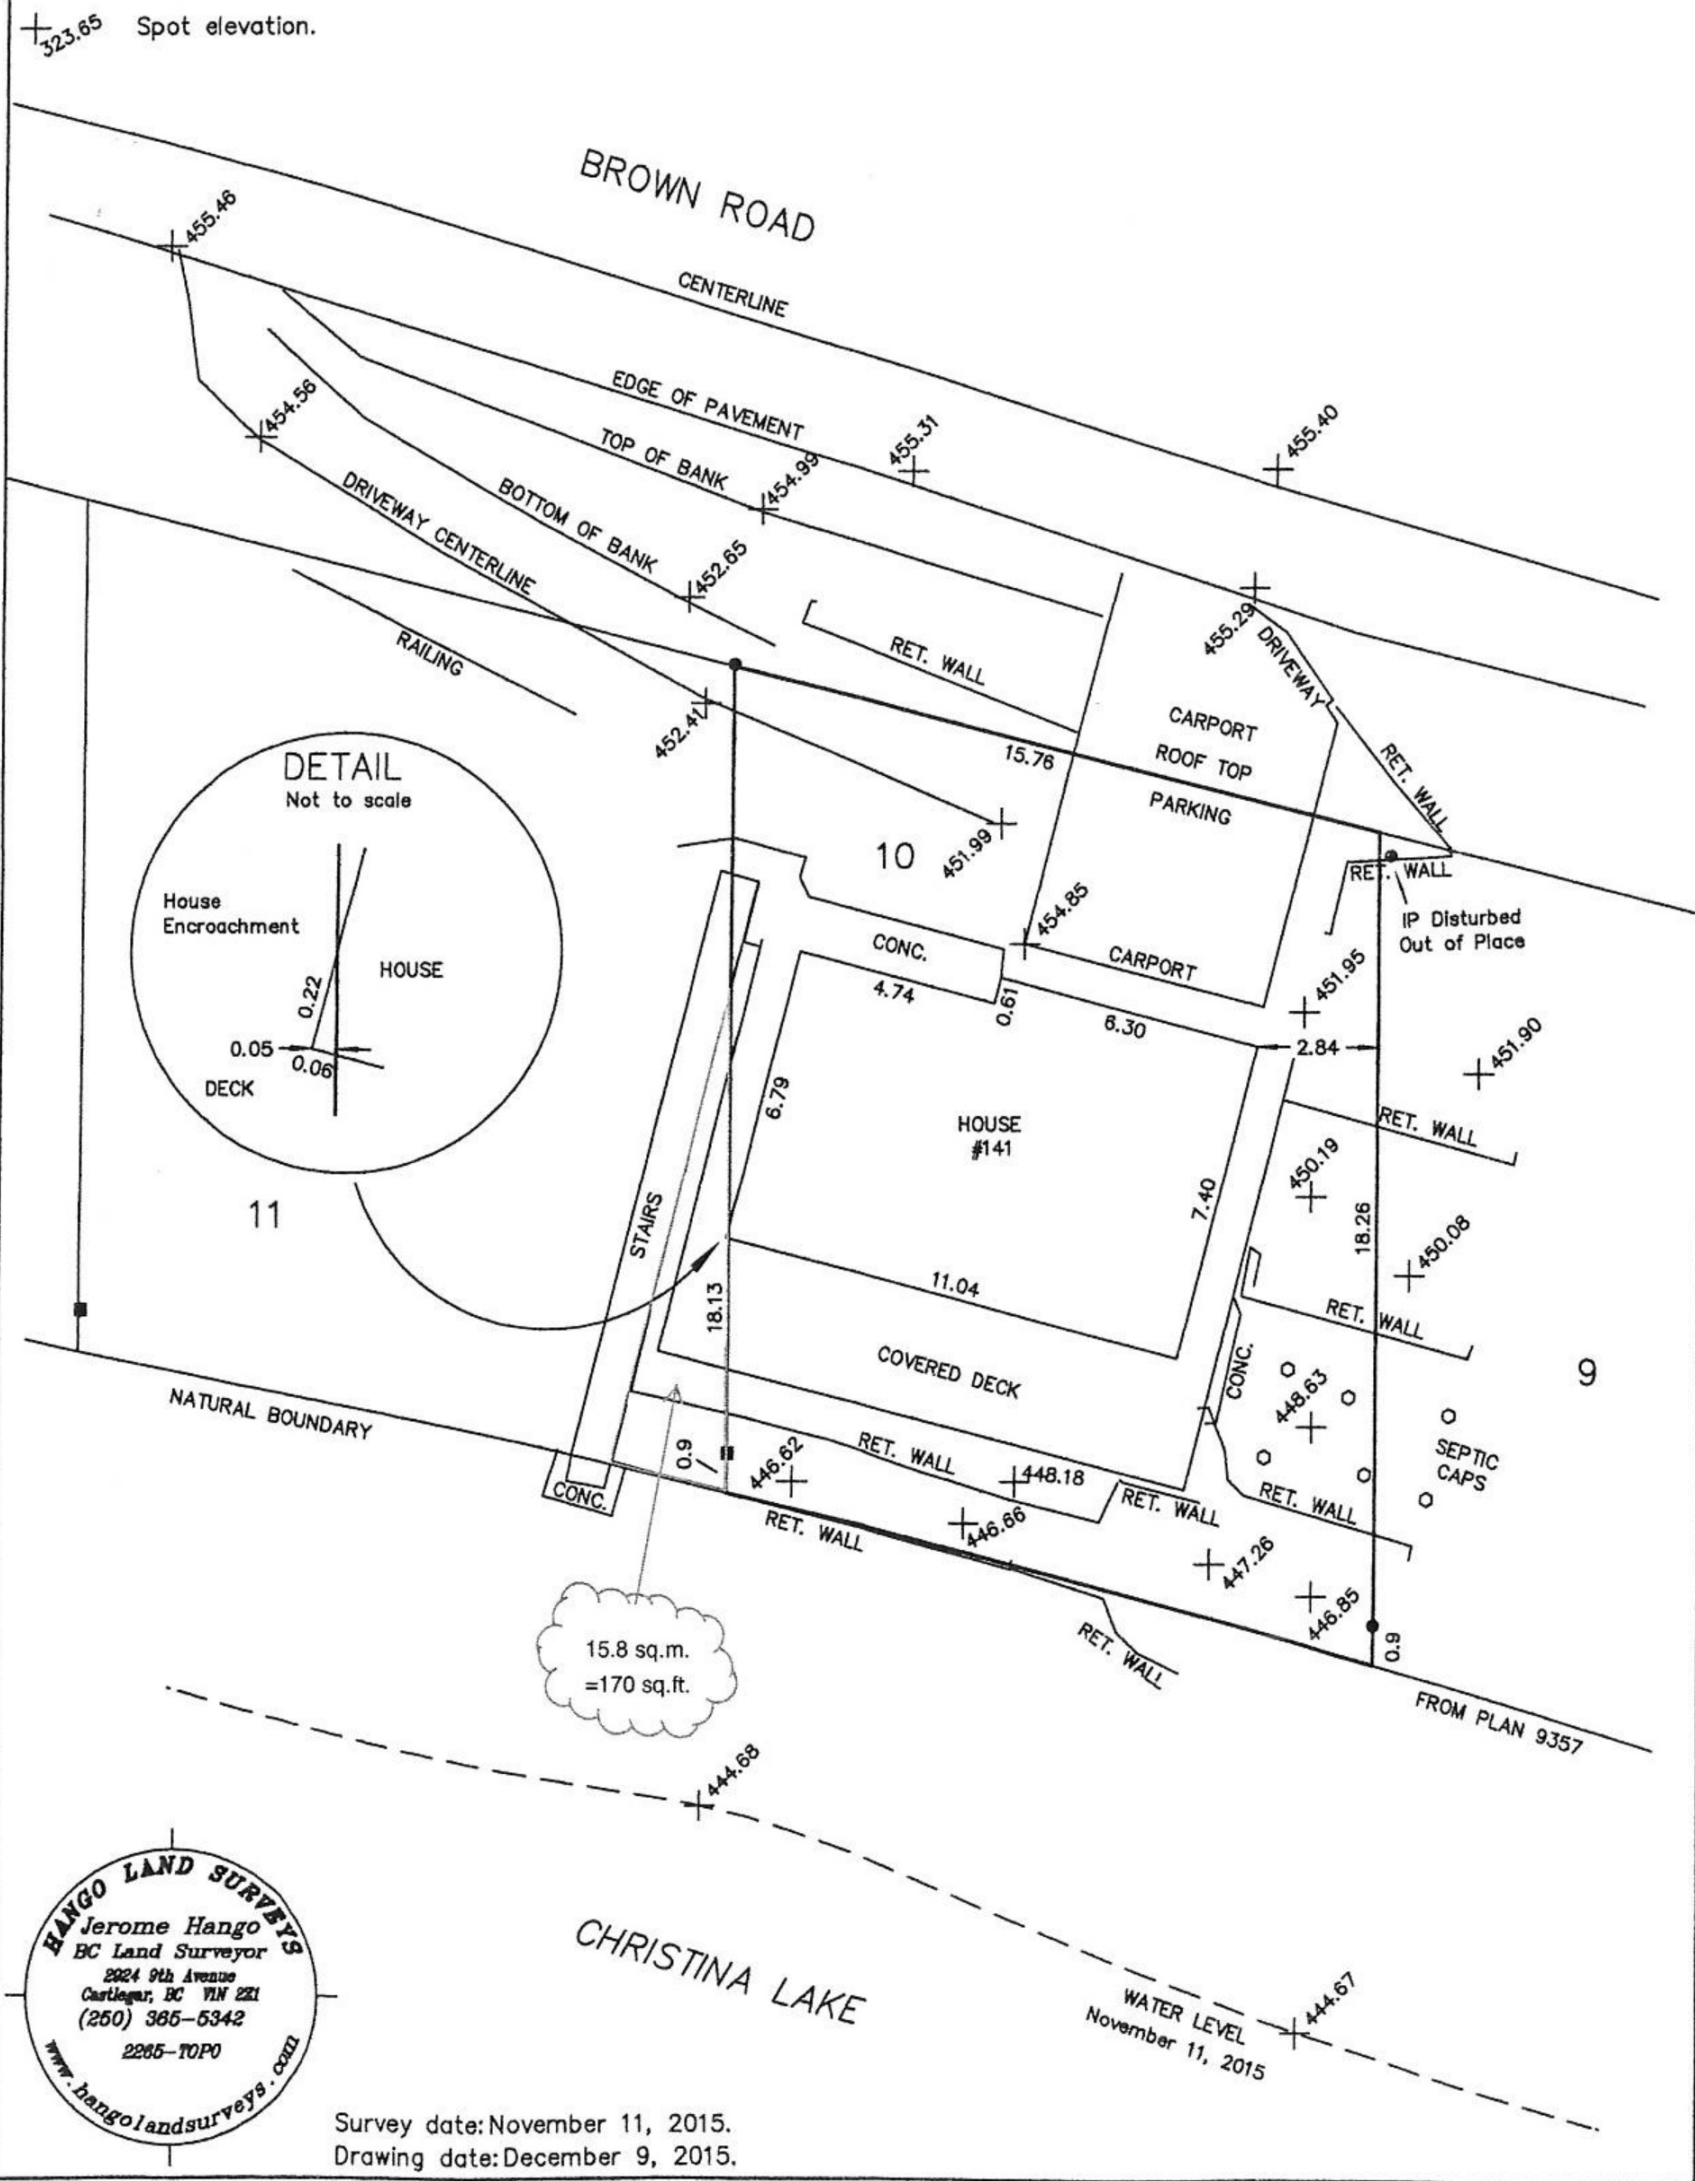 323.65 Spot elevation.
BROWN ROAD
455.46
CENTERLINE
454.56
EDGE OF PAVEMENT
455.31
455.40
TOP OF BANK
454.99
DRIVEWAY CENTERLINE
BOTTOM OF BANK
452.65
455.29
DRIVEWAY
RAILING
RET. WALL
452.41
CARPORT
ROOF TOP
PARKING
15.76
RET. WALL
DETAIL
Not to scale
10
451.99
RET. WALL
454.85
IP Disturbed
Out of Place
House
Encroachment
HOUSE
0.22
0.05
0.06
DECK
CONC.
4.74
0.61
CARPORT
6.30
451.95
2.84
451.90
6.79
HOUSE
#141
RET. WALL
450.19
7.40
18.26
450.08
11
STAIRS
18.13
11.04
RET. WALL
COVERED DECK
CONC.
448.63
9
NATURAL BOUNDARY
0.9
446.62
RET. WALL
448.18
RET. WALL
SEPTIC
CAPS
RET. WALL
CONC.
RET. WALL
446.66
447.26
446.85
RET. WALL
0.9
15.8 sq.m.
=170 sq.ft.
FROM PLAN 9357
444.68
HANGO LAND SURVEYS
Jerome Hango
BC Land Surveyor
2924 9th Avenue
Castlegar, BC V1N 2Z1
(250) 365-5342
2265-TOPO
www.hangolandsurveys.com
CHRISTINA LAKE
WATER LEVEL
November 11, 2015
444.67
Survey date: November 11, 2015.
Drawing date: December 9, 2015.